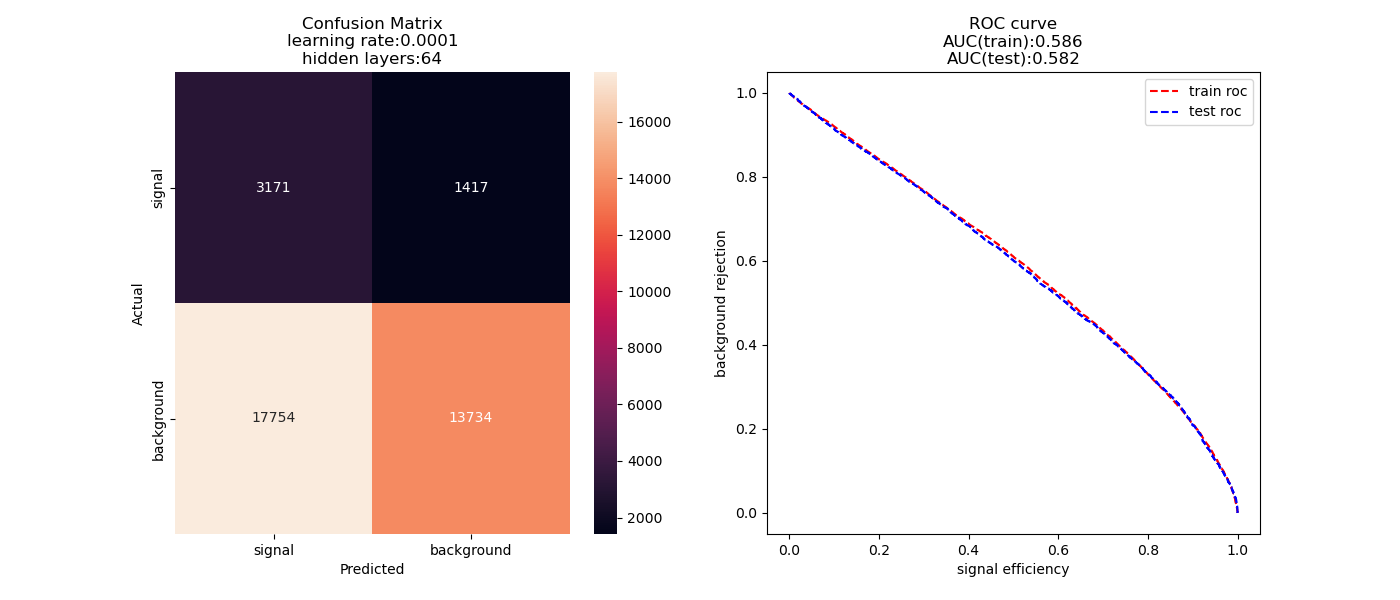 Confusion Matrix
learning rate:0.0001
hidden layers:64
signal
background
Actual
3171
1417
17754
13734
signal
background
Predicted
16000
14000
12000
10000
8000
6000
4000
2000
ROC curve
AUC(train):0.586
AUC(test):0.582
train roc
test roc
background rejection
1.0
0.8
0.6
0.4
0.2
0.0
0.0 0.2 0.4 0.6 0.8 1.0
signal efficiency